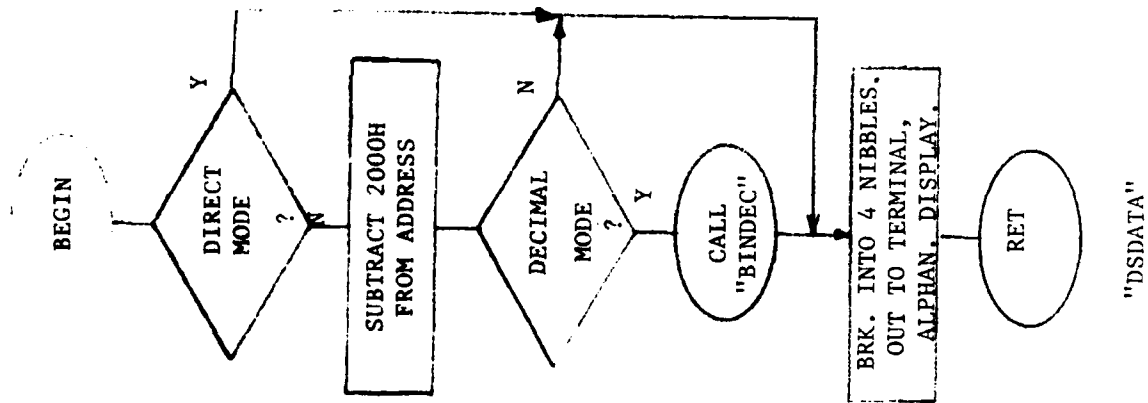 BEGIN
DIRECT
MODE
?
Y
N
SUBTRACT 2000H
FROM ADDRESS
DECIMAL
MODE
?
N
Y
CALL
"BINDEC"
BRK. INTO 4 NIBBLES.
OUT TO TERMINAL,
ALPHAN. DISPLAY.
RET
"DSDATA"